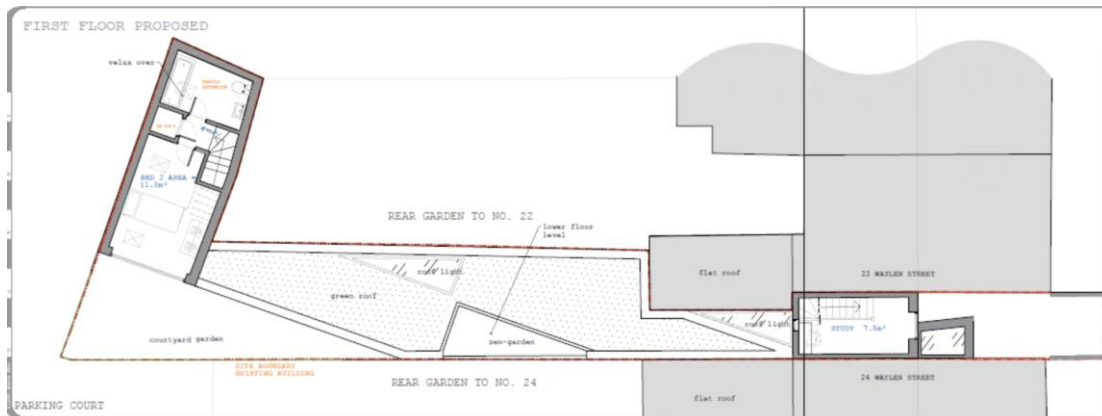 FIRST FLOOR PROPOSED
velux over
BED 2 AREA
11.5m²
REAR GARDEN TO NO. 22
lower floor
level
roof light
flat roof
22 WAYLEN STREET
green roof
roof light
STUDY 7.5m²
courtyard garden
zen-garden
SITE BOUNDARY
EXISTING BUILDING
REAR GARDEN TO NO. 24
24 WAYLEN STREET
flat roof
PARKING COURT